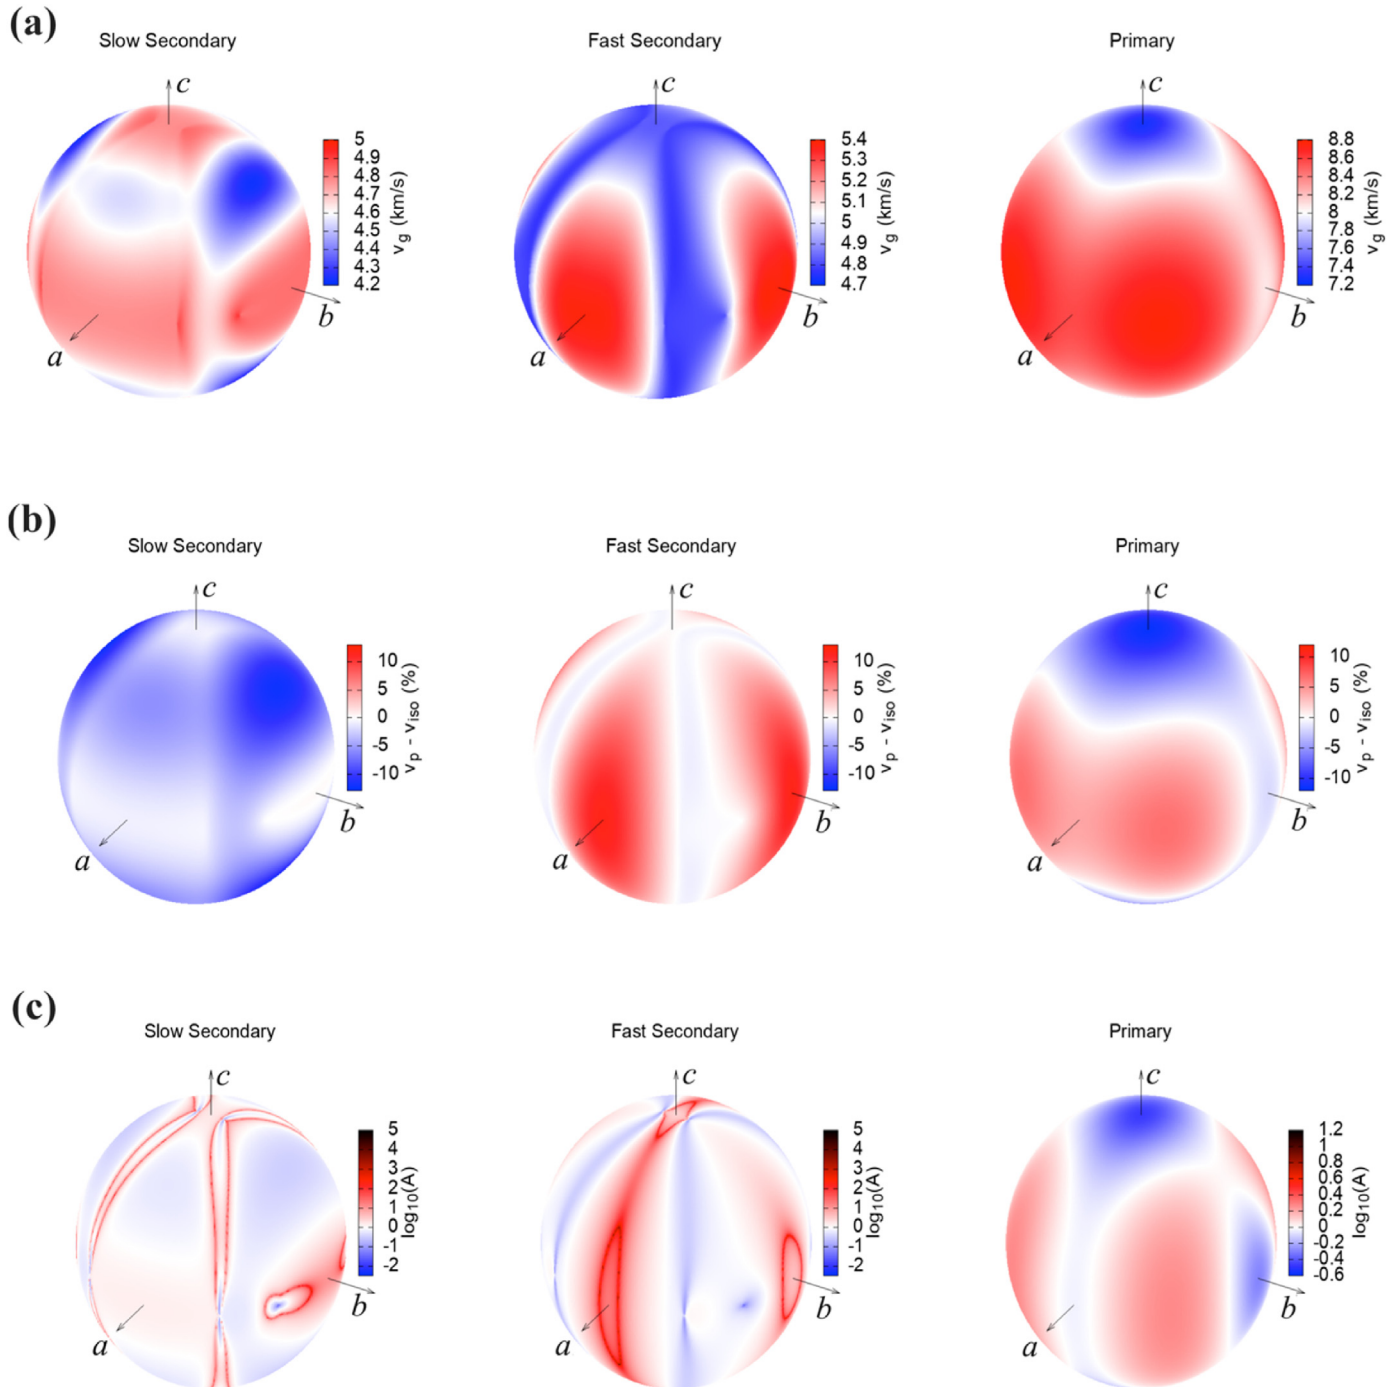 (a)
Slow Secondary
Fast Secondary
Primary
c
c
c
5
4.9
4.8
4.7
4.6
4.5
4.4
4.3
4.2
vg (km/s)
5.4
5.3
5.2
5.1
5
4.9
4.8
4.7
vg (km/s)
8.8
8.6
8.4
8.2
8
7.8
7.6
7.4
7.2
vg (km/s)
a
b
a
b
a
b
(b)
Slow Secondary
Fast Secondary
Primary
c
c
c
10
5
0
-5
-10
vp - viso (%)
10
5
0
-5
-10
vp - viso (%)
10
5
0
-5
-10
vp - viso (%)
a
b
a
b
a
b
(c)
Slow Secondary
Fast Secondary
Primary
c
c
c
5
4
3
2
1
0
-1
-2
log10(A)
5
4
3
2
1
0
-1
-2
log10(A)
1.2
1
0.8
0.6
0.4
0.2
0.0
-0.2
-0.4
-0.6
log10(A)
a
b
a
b
a
b